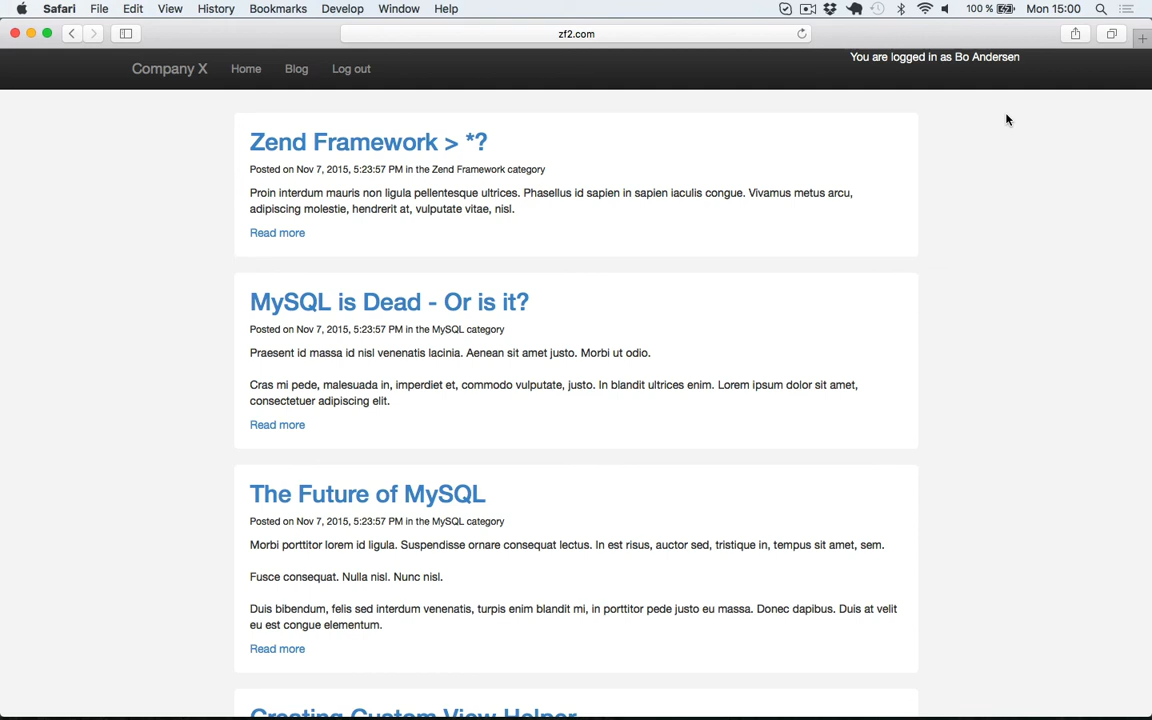 Safari File Edit View History Bookmarks Develop Window Help 100 % Mon 15:00
zf2.com
Company X Home Blog Log out You are logged in as Bo Andersen
Zend Framework > *?
Posted on Nov 7, 2015, 5:23:57 PM in the Zend Framework category
Proin interdum mauris non ligula pellentesque ultrices. Phasellus id sapien in sapien iaculis congue. Vivamus metus arcu,
adipiscing molestie, hendrerit at, vulputate vitae, nisl.
Read more
MySQL is Dead - Or is it?
Posted on Nov 7, 2015, 5:23:57 PM in the MySQL category
Praesent id massa id nisl venenatis lacinia. Aenean sit amet justo. Morbi ut odio.
Cras mi pede, malesuada in, imperdiet et, commodo vulputate, justo. In blandit ultrices enim. Lorem ipsum dolor sit amet,
consectetuer adipiscing elit.
Read more
The Future of MySQL
Posted on Nov 7, 2015, 5:23:57 PM in the MySQL category
Morbi porttitor lorem id ligula. Suspendisse ornare consequat lectus. In est risus, auctor sed, tristique in, tempus sit amet, sem.
Fusce consequat. Nulla nisl. Nunc nisl.
Duis bibendum, felis sed interdum venenatis, turpis enim blandit mi, in porttitor pede justo eu massa. Donec dapibus. Duis at velit
eu est congue elementum.
Read more
Creating Custom View Helper